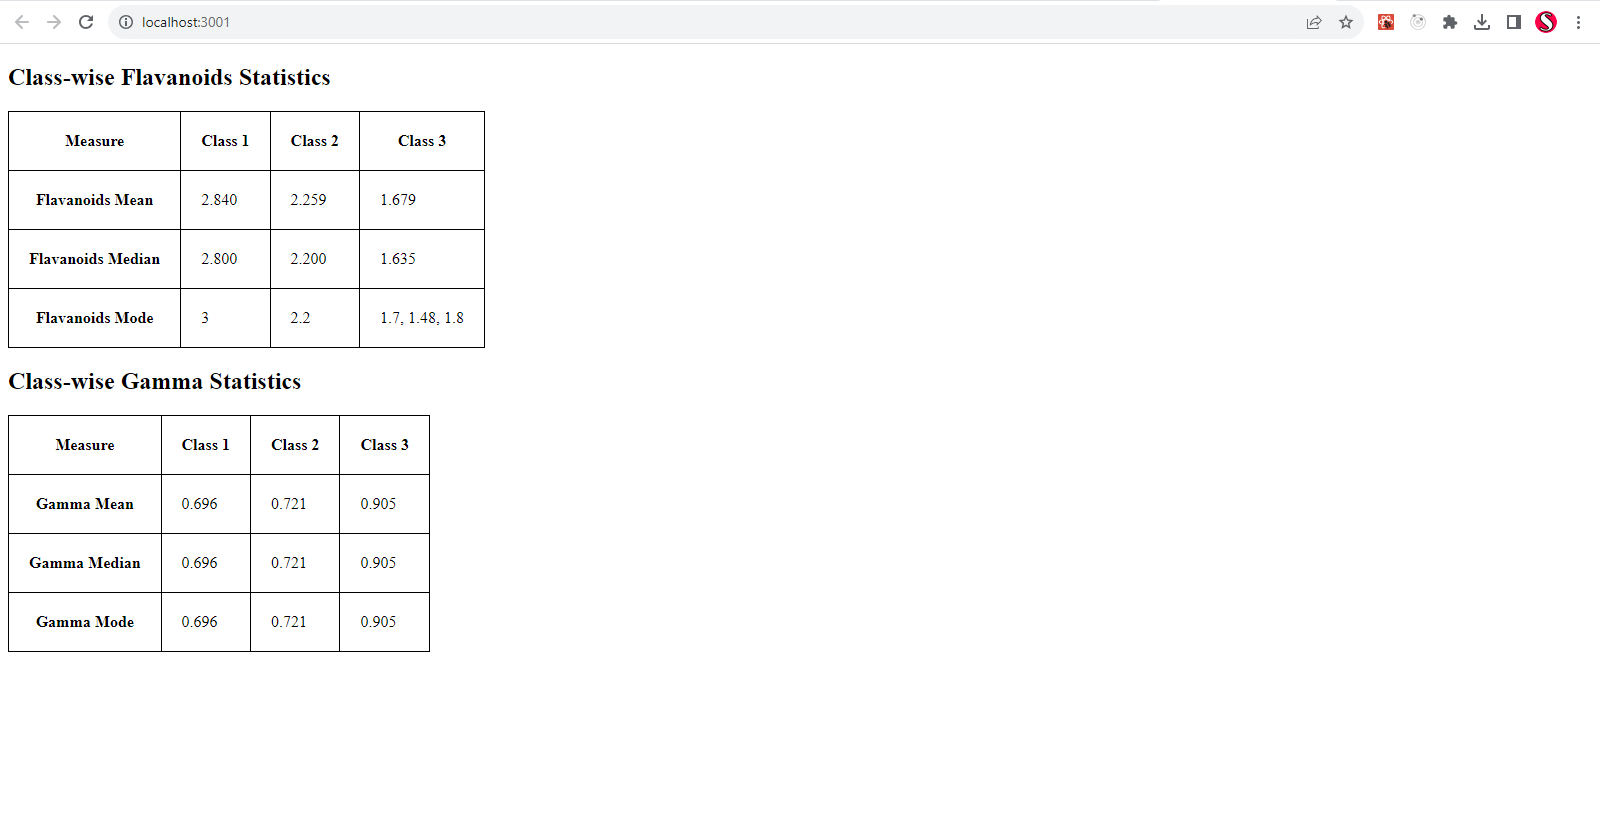 localhost:3001
Class-wise Flavanoids Statistics
Measure Class 1 Class 2 Class 3
Flavanoids Mean 2.840 2.259 1.679
Flavanoids Median 2.800 2.200 1.635
Flavanoids Mode 3 2.2 1.7, 1.48, 1.8
Class-wise Gamma Statistics
Measure Class 1 Class 2 Class 3
Gamma Mean 0.696 0.721 0.905
Gamma Median 0.696 0.721 0.905
Gamma Mode 0.696 0.721 0.905